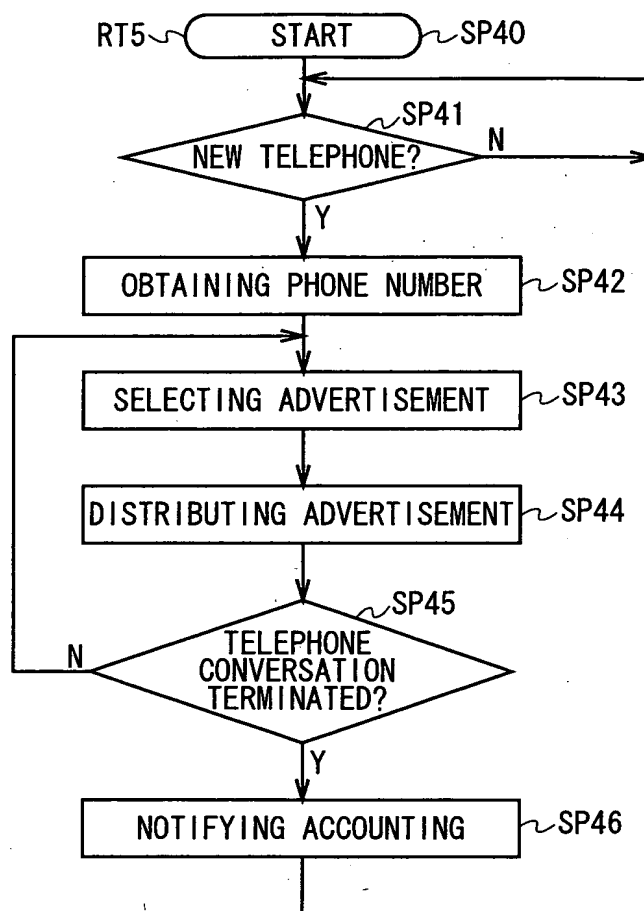 RT5 START SP40
SP41
NEW TELEPHONE? N
Y
OBTAINING PHONE NUMBER SP42
SELECTING ADVERTISEMENT SP43
DISTRIBUTING ADVERTISEMENT SP44
SP45
N TELEPHONE
CONVERSATION
TERMINATED?
Y
NOTIFYING ACCOUNTING SP46